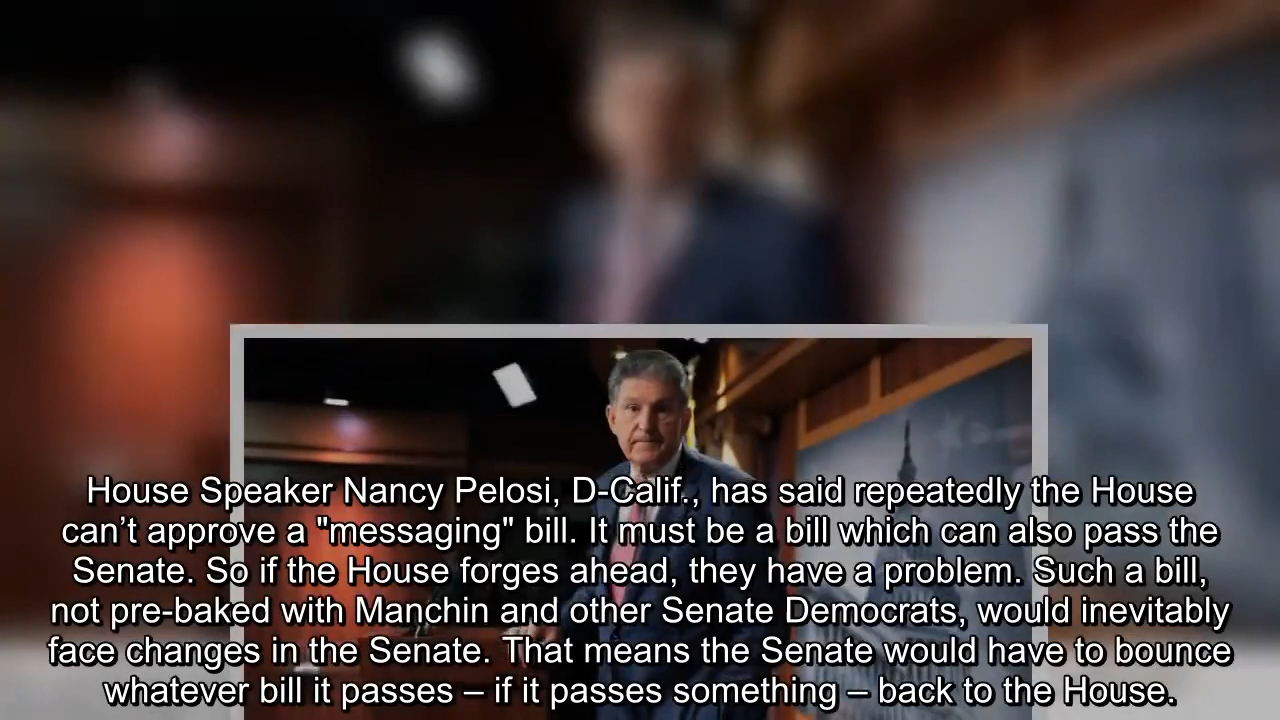 House Speaker Nancy Pelosi, D-Calif., has said repeatedly the House
can’t approve a "messaging" bill. It must be a bill which can also pass the
Senate. So if the House forges ahead, they have a problem. Such a bill,
not pre-baked with Manchin and other Senate Democrats, would inevitably
face changes in the Senate. That means the Senate would have to bounce
whatever bill it passes – if it passes something – back to the House.